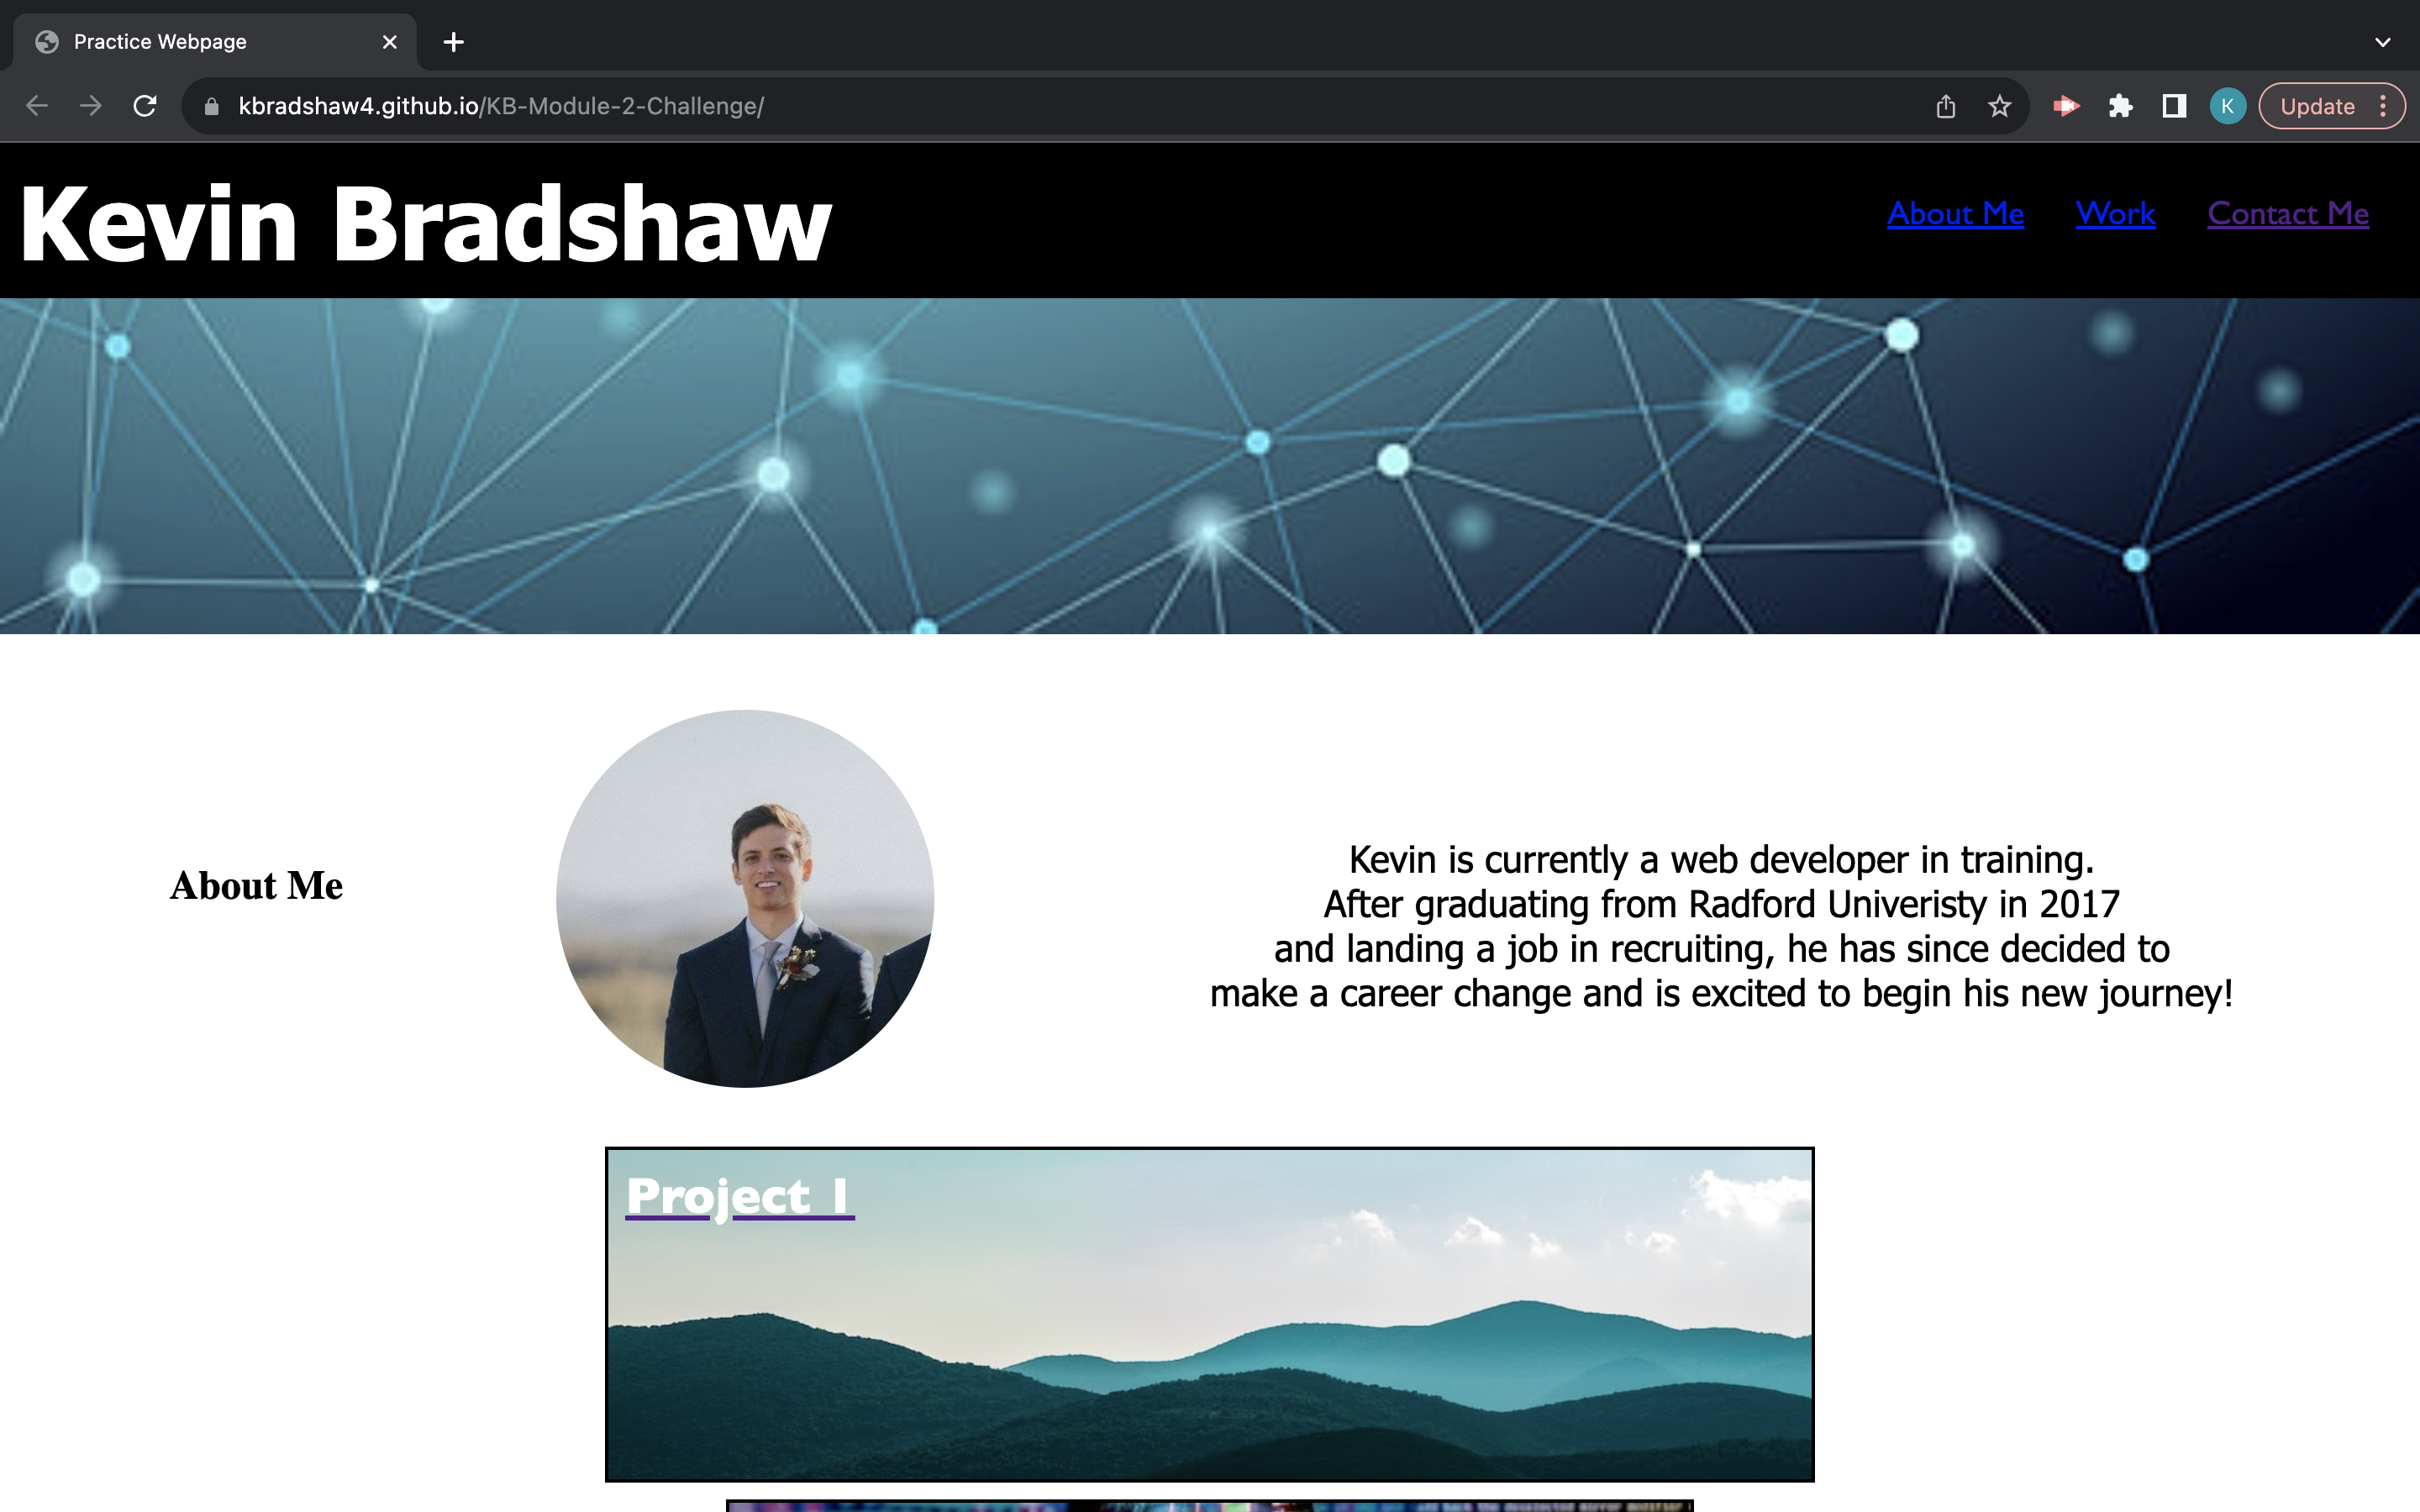 Practice Webpage
kbradshaw4.github.io/KB-Module-2-Challenge/
K
Update
Kevin Bradshaw
About Me Work Contact Me
About Me
Kevin is currently a web developer in training.
After graduating from Radford Univeristy in 2017
and landing a job in recruiting, he has since decided to
make a career change and is excited to begin his new journey!
Project 1